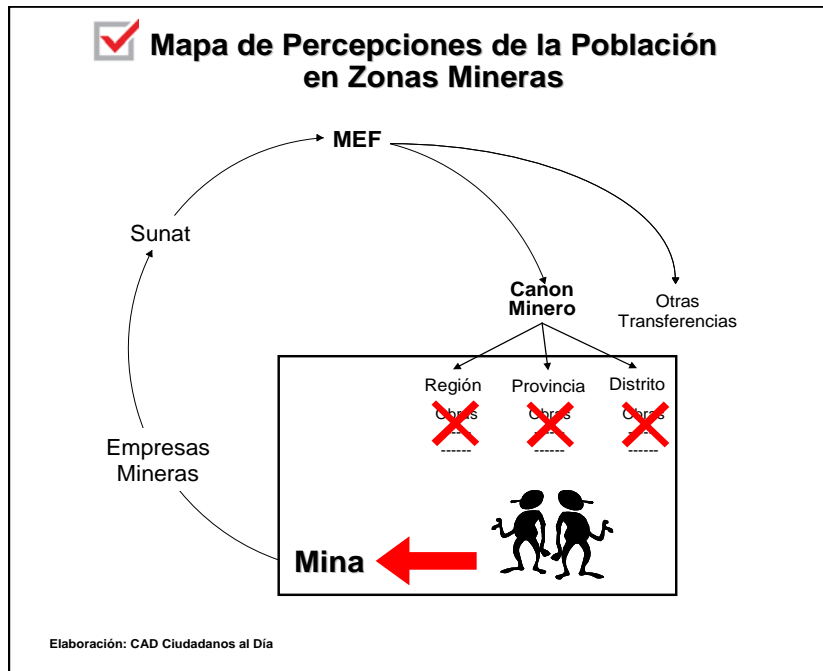 Mapa de Percepciones de la Población
en Zonas Mineras
MEF
Sunat
Canon
Minero
Otras
Transferencias
Región
Provincia
Distrito
Obras
Obras
Obras
-----
-----
-----
------
------
------
Empresas
Mineras
Mina
Elaboración: CAD Ciudadanos al Día